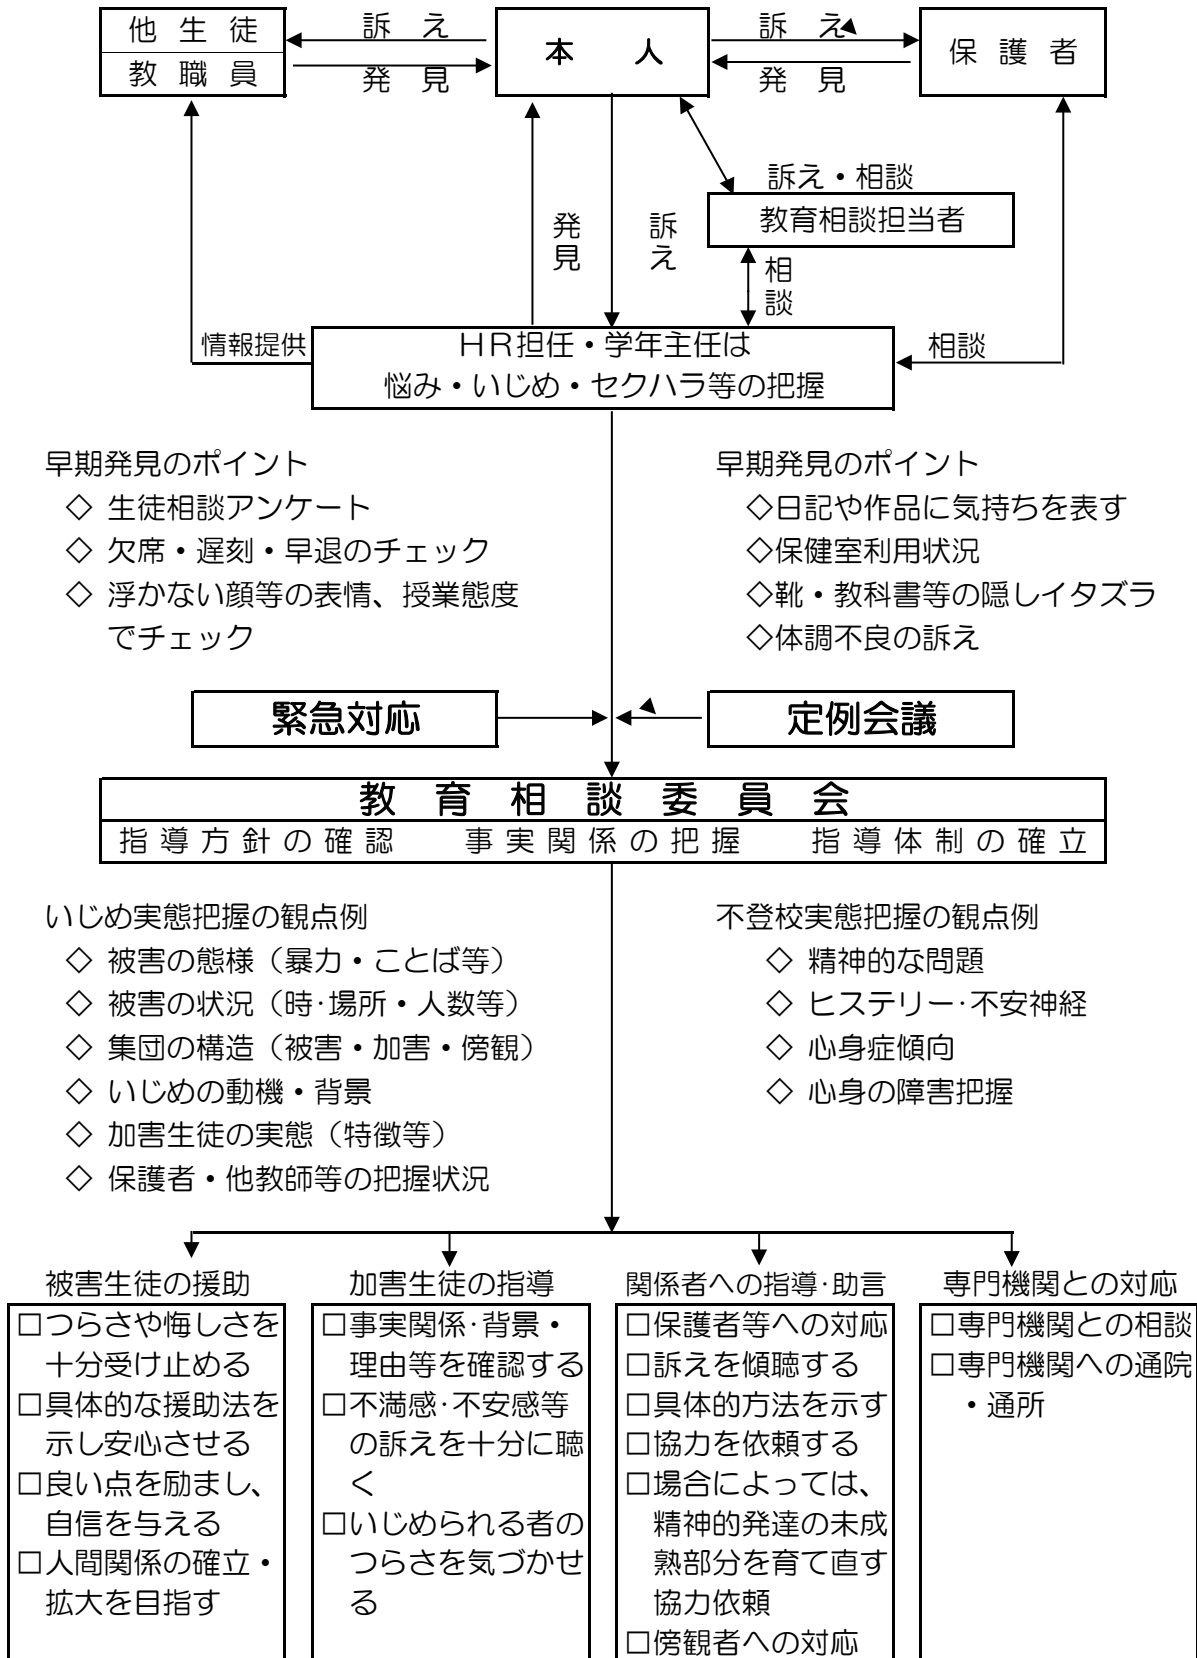 他生徒
教職員
訴え
発見
本人
訴え
発見
保護者
訴え・相談
教育相談担当者
発見
訴え
相談
情報提供
HR担任・学年主任は
悩み・いじめ・セクハラ等の把握
相談
早期発見のポイント
◇ 生徒相談アンケート
◇ 欠席・遅刻・早退のチェック
◇ 浮かない顔等の表情、授業態度
でチェック
早期発見のポイント
◇日記や作品に気持ちを表す
◇保健室利用状況
◇靴・教科書等の隠しイタズラ
◇体調不良の訴え
緊急対応
定例会議
教育相談委員会
指導方針の確認 事実関係の把握 指導体制の確立
いじめ実態把握の観点例
◇ 被害の態様（暴力・ことば等）
◇ 被害の状況（時・場所・人数等）
◇ 集団の構造（被害・加害・傍観）
◇ いじめの動機・背景
◇ 加害生徒の実態（特徴等）
◇ 保護者・他教師等の把握状況
不登校実態把握の観点例
◇ 精神的な問題
◇ ヒステリー・不安神経
◇ 心身症傾向
◇ 心身の障害把握
被害生徒の援助
□つらさや悔しさを
十分受け止める
□具体的な援助法を
示し安心させる
□良い点を励まし、
自信を与える
□人間関係の確立・
拡大を目指す
加害生徒の指導
□事実関係・背景・
理由等を確認する
□不満感・不安感等
の訴えを十分に聴
く
□いじめられる者の
つらさを気づかせ
る
関係者への指導・助言
□保護者等への対応
□訴えを傾聴する
□具体的方法を示す
□協力を依頼する
□場合によっては、
精神的発達の未成
熟部分を育て直す
協力依頼
□傍観者への対応
専門機関との対応
□専門機関との相談
□専門機関への通院
・通所